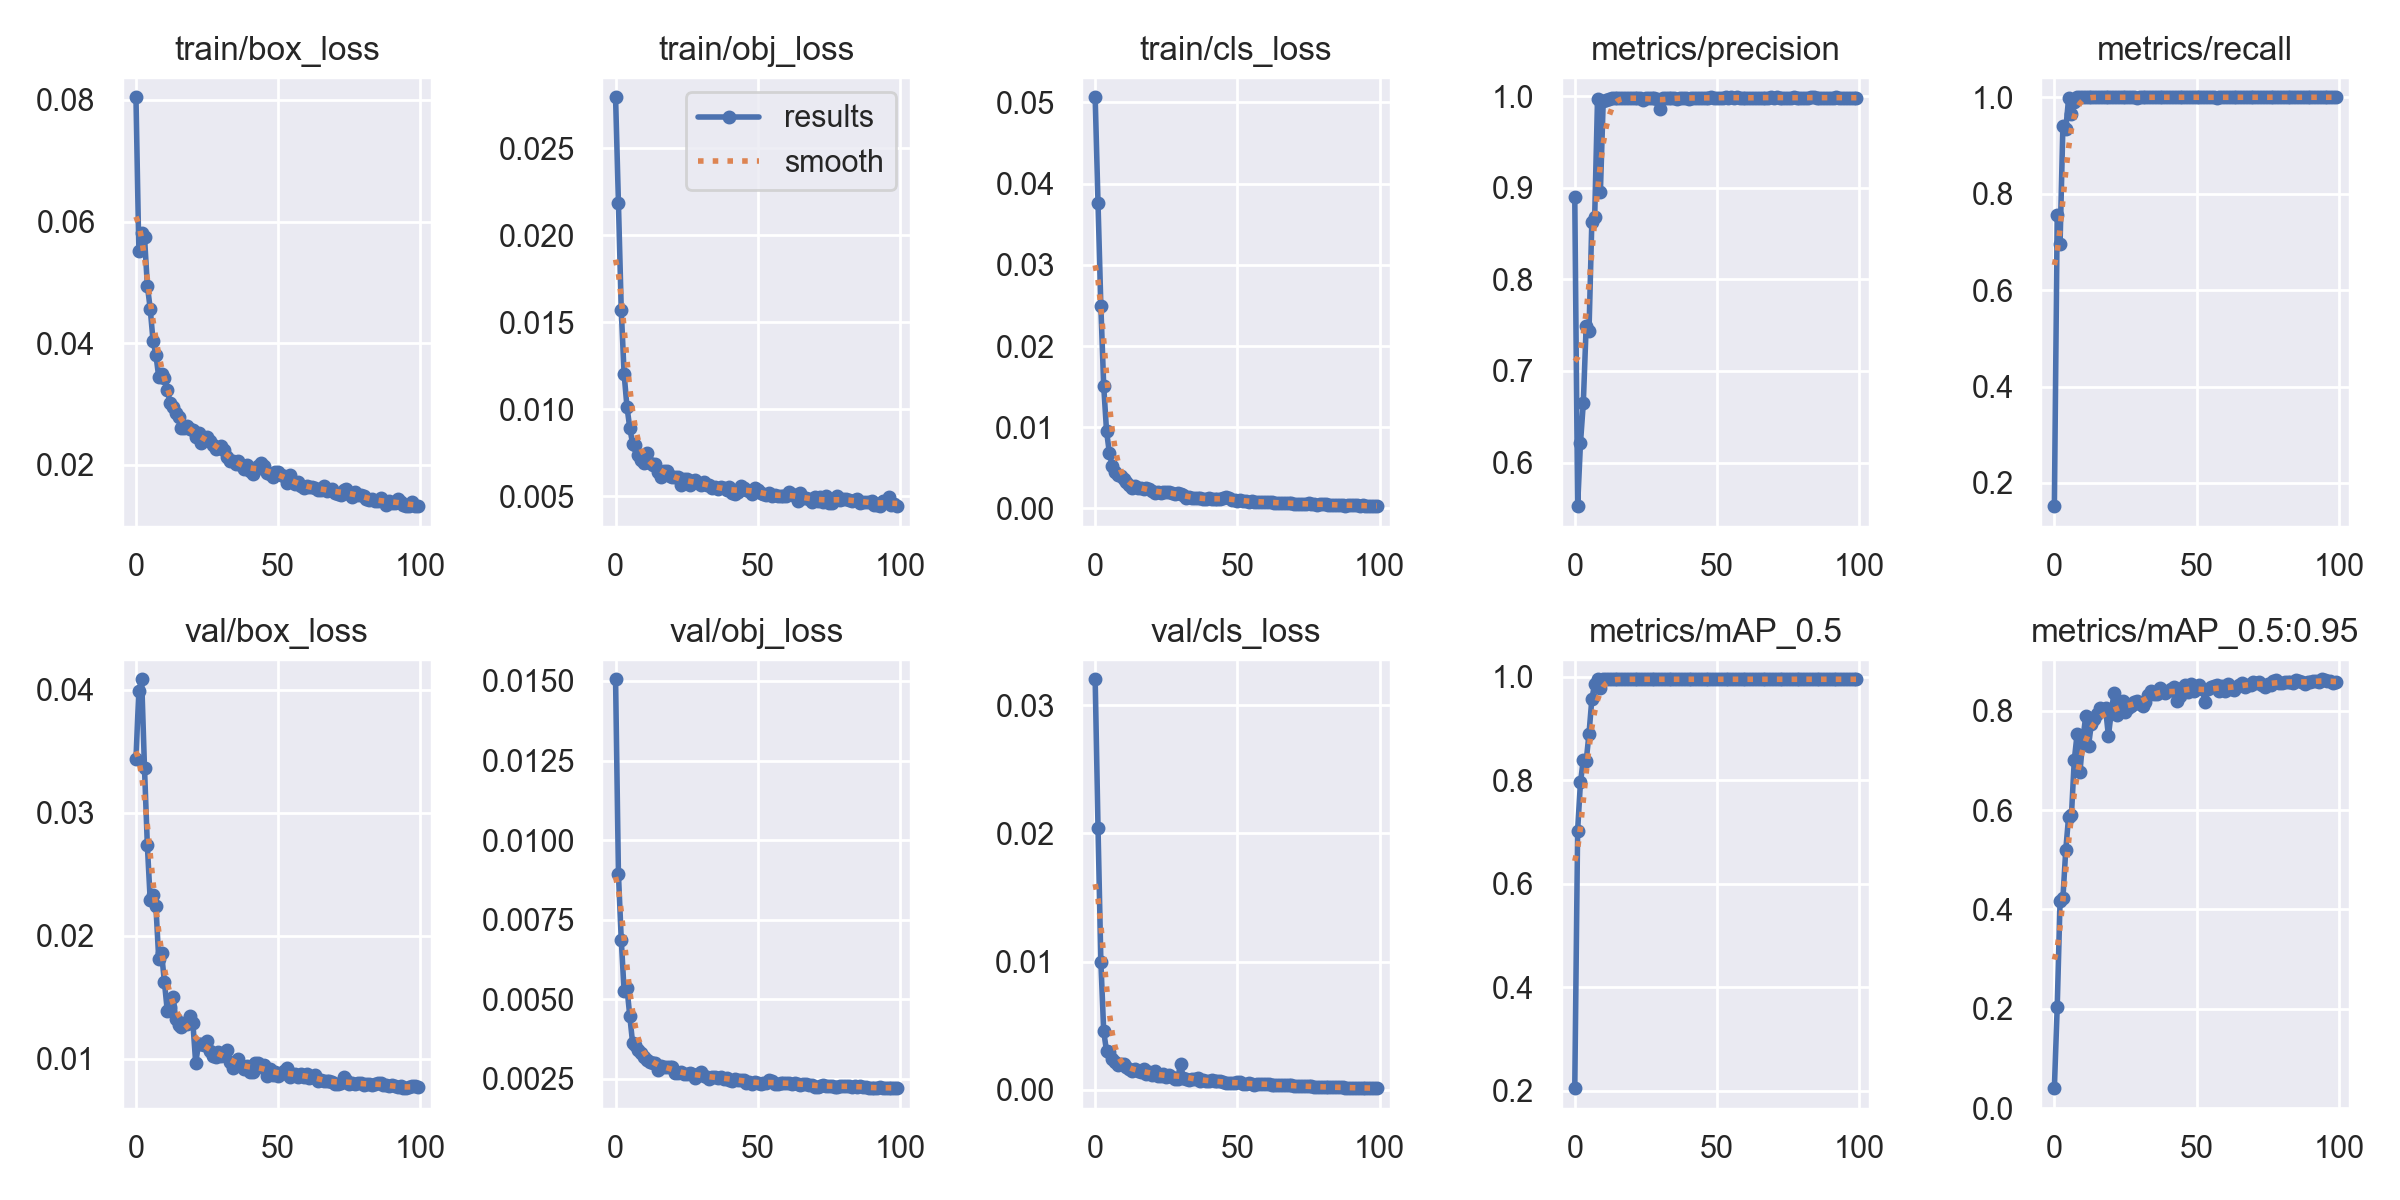 train/box_loss
0.08
0.06
0.04
0.02
0 50 100
train/obj_loss
results
smooth
0.025
0.020
0.015
0.010
0.005
0 50 100
train/cls_loss
0.05
0.04
0.03
0.02
0.01
0.00
0 50 100
metrics/precision
1.0
0.9
0.8
0.7
0.6
0 50 100
metrics/recall
1.0
0.8
0.6
0.4
0.2
0 50 100
val/box_loss
0.04
0.03
0.02
0.01
0 50 100
val/obj_loss
0.0150
0.0125
0.0100
0.0075
0.0050
0.0025
0 50 100
val/cls_loss
0.03
0.02
0.01
0.00
0 50 100
metrics/mAP_0.5
1.0
0.8
0.6
0.4
0.2
0 50 100
metrics/mAP_0.5:0.95
0.8
0.6
0.4
0.2
0.0
0 50 100